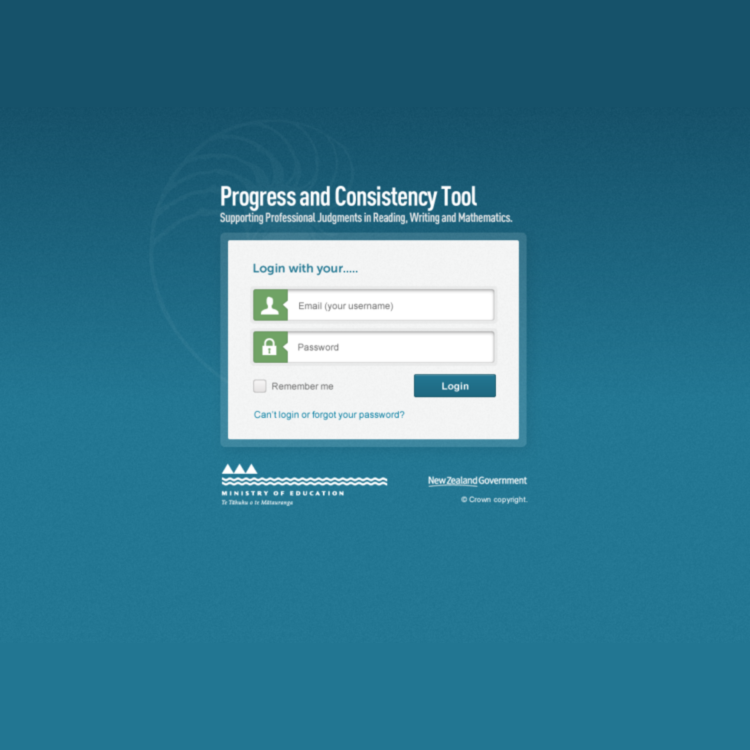 Progress and Consistency Tool
Supporting Professional Judgments in Reading, Writing and Mathematics.
Login with your.....
Email (your username)
Password
Remember me
Login
Can't login or forgot your password?
MINISTRY OF EDUCATION
Te Tāhuhu o te Mātauranga
New Zealand Government
© Crown copyright.